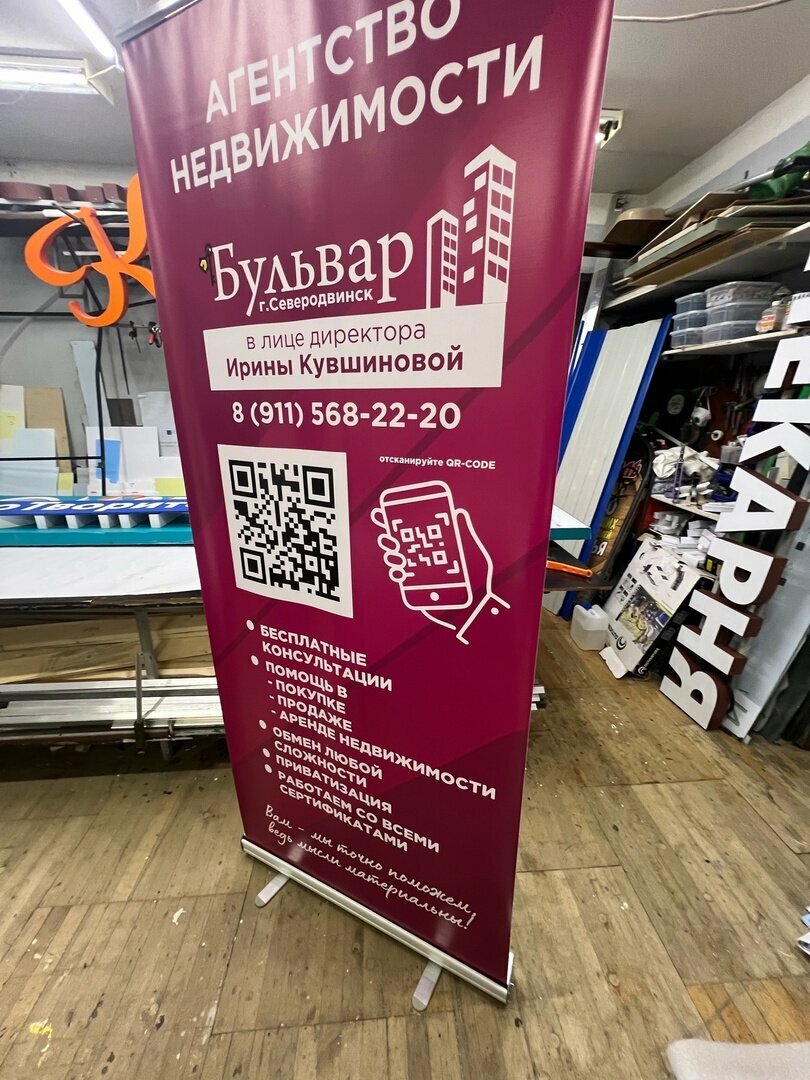 АГЕНТСТВО
НЕДВИЖИМОСТИ
Бульвар
г.Северодвинск
в лице директора
Ирины Кувшиновой
8 (911) 568-22-20
отсканируйте QR-CODE
• БЕСПЛАТНЫЕ
КОНСУЛЬТАЦИИ
• ПОМОЩЬ В
- ПОКУПКЕ
- ПРОДАЖЕ
- АРЕНДЕ НЕДВИЖИМОСТИ
• ОБМЕН ЛЮБОЙ
СЛОЖНОСТИ
• ПРИВАТИЗАЦИЯ
• РАБОТАЕМ СО ВСЕМИ
СЕРТИФИКАТАМИ
Вам - мы точно поможем,
ведь мысли материальны!
ЕКАРНЯ